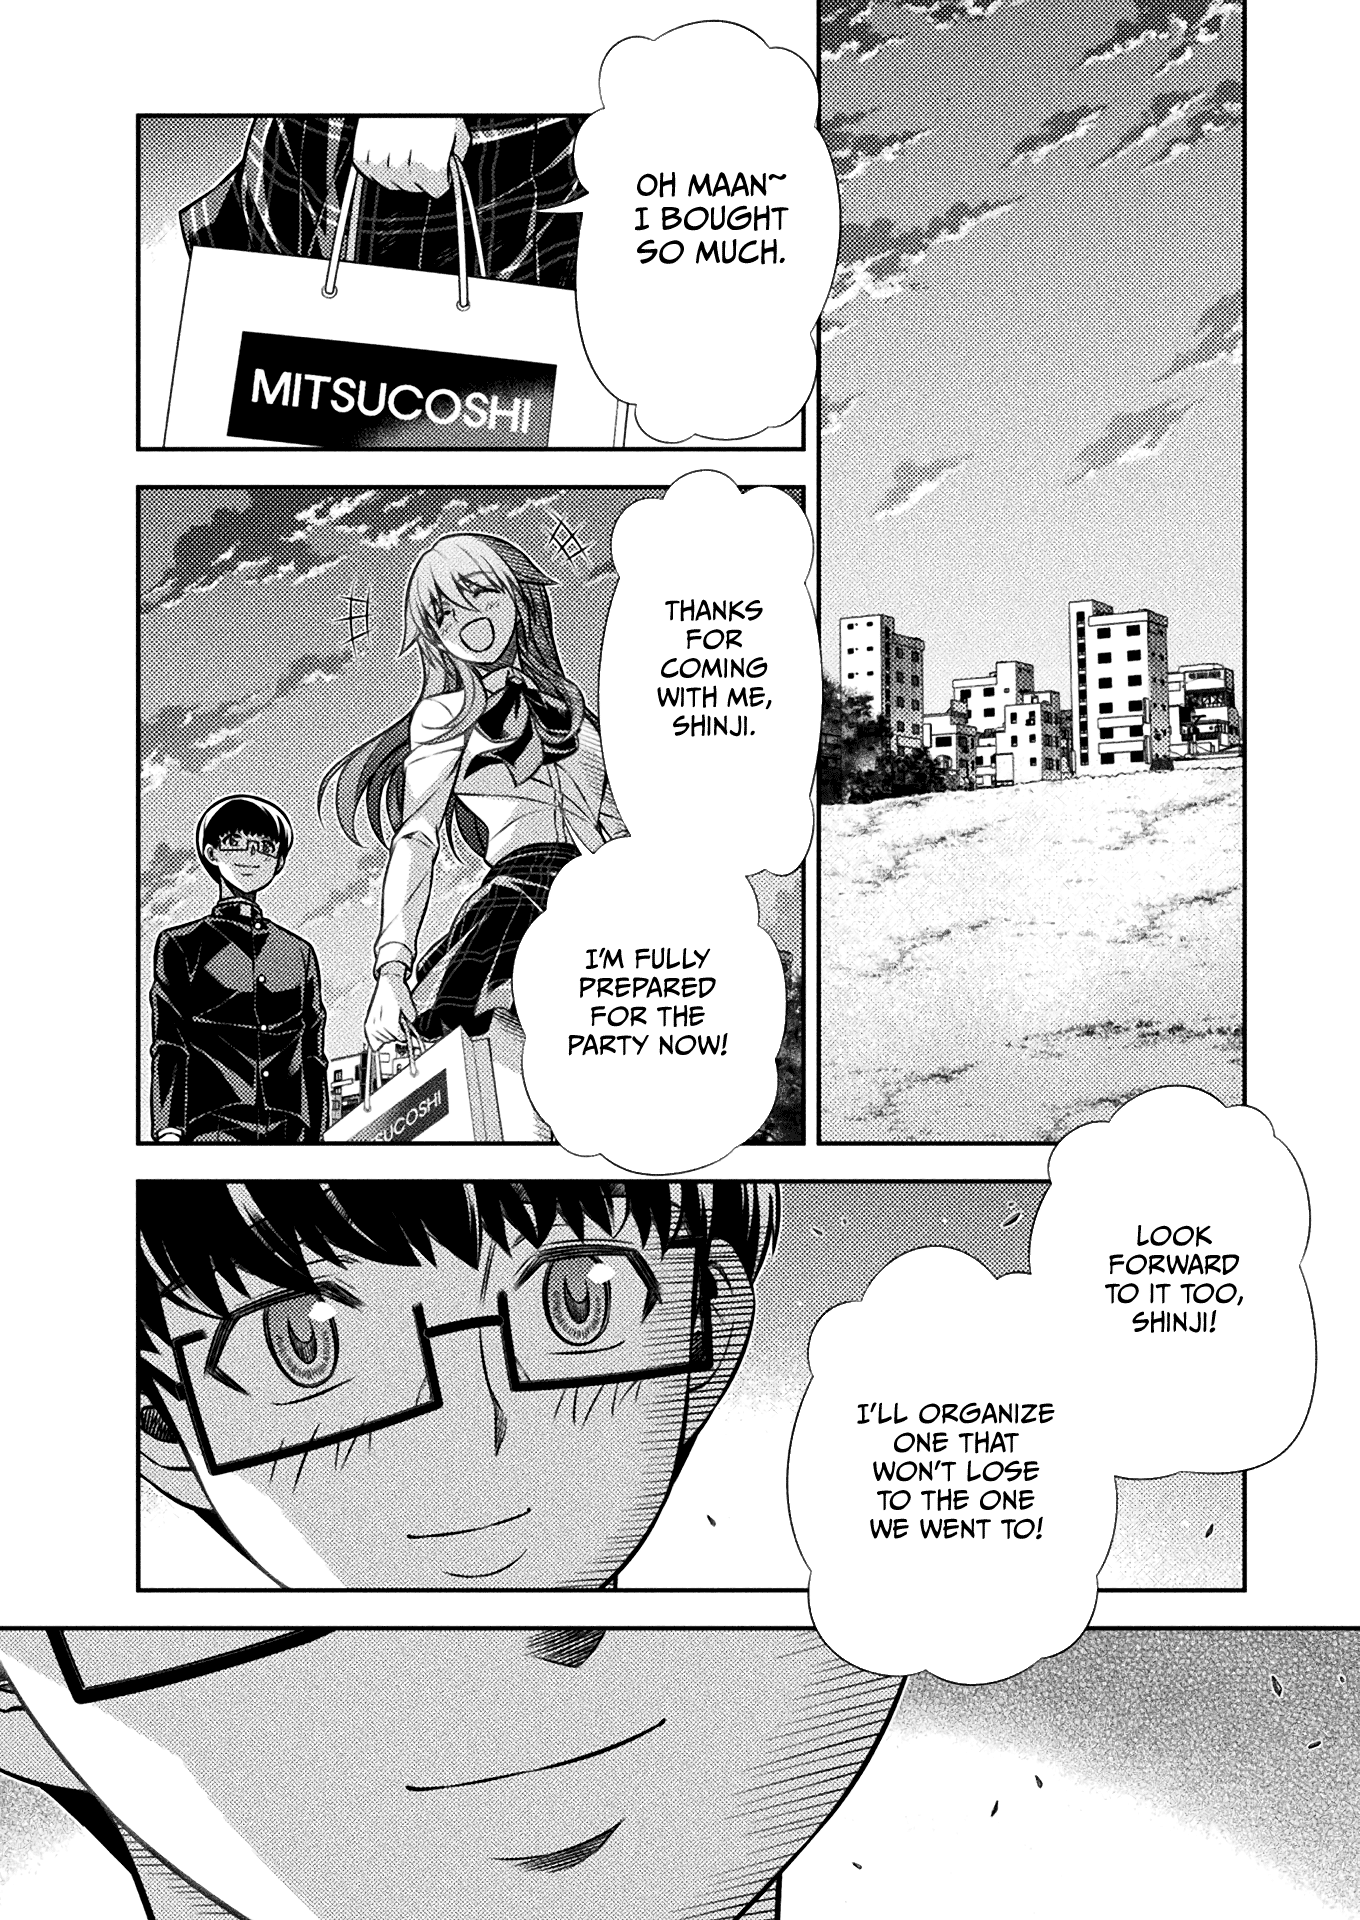 OH MAAN~
I BOUGHT
SO MUCH.
MITSUCOSHI
THANKS
FOR
COMING
WITH ME,
SHINJI.
I'M FULLY
PREPARED
FOR THE
PARTY NOW!
SUCOSHI
LOOK
FORWARD
TO IT TOO,
SHINJI!
I'LL ORGANIZE
ONE THAT
WON'T LOSE
TO THE ONE
WE WENT TO!